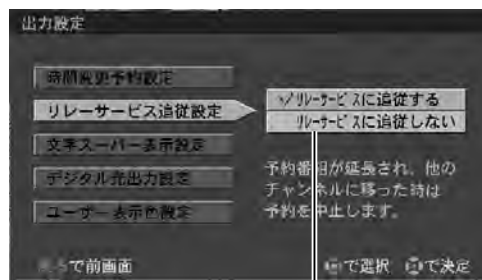 出力設定
時間変更予約設定
リレーサービス追従設定
文字スーパー表示設定
デジタル光出力設定
ユーザー表示色設定
✓リレーサービスに追従する
リレーサービスに追従しない
予約番組が延長され、他の
チャンネルに移った時は
予約を中止します。
で前画面
で選択 で決定